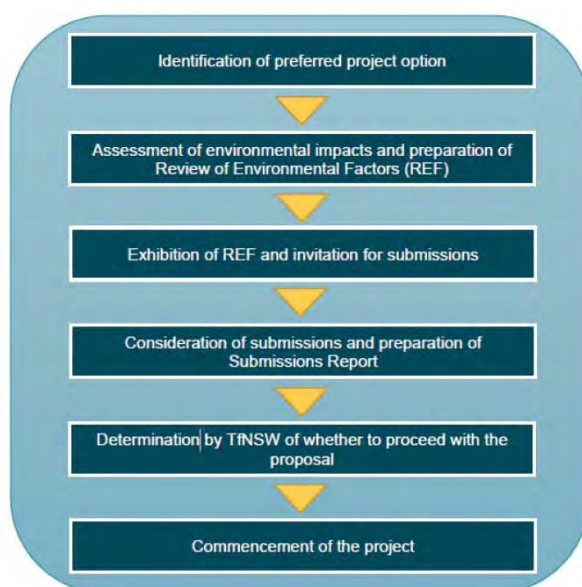 Identification of preferred project option
Assessment of environmental impacts and preparation of
Review of Environmental Factors (REF)
Exhibition of REF and invitation for submissions
Consideration of submissions and preparation of
Submissions Report
Determination by TfNSW of whether to proceed with the
proposal
Commencement of the project